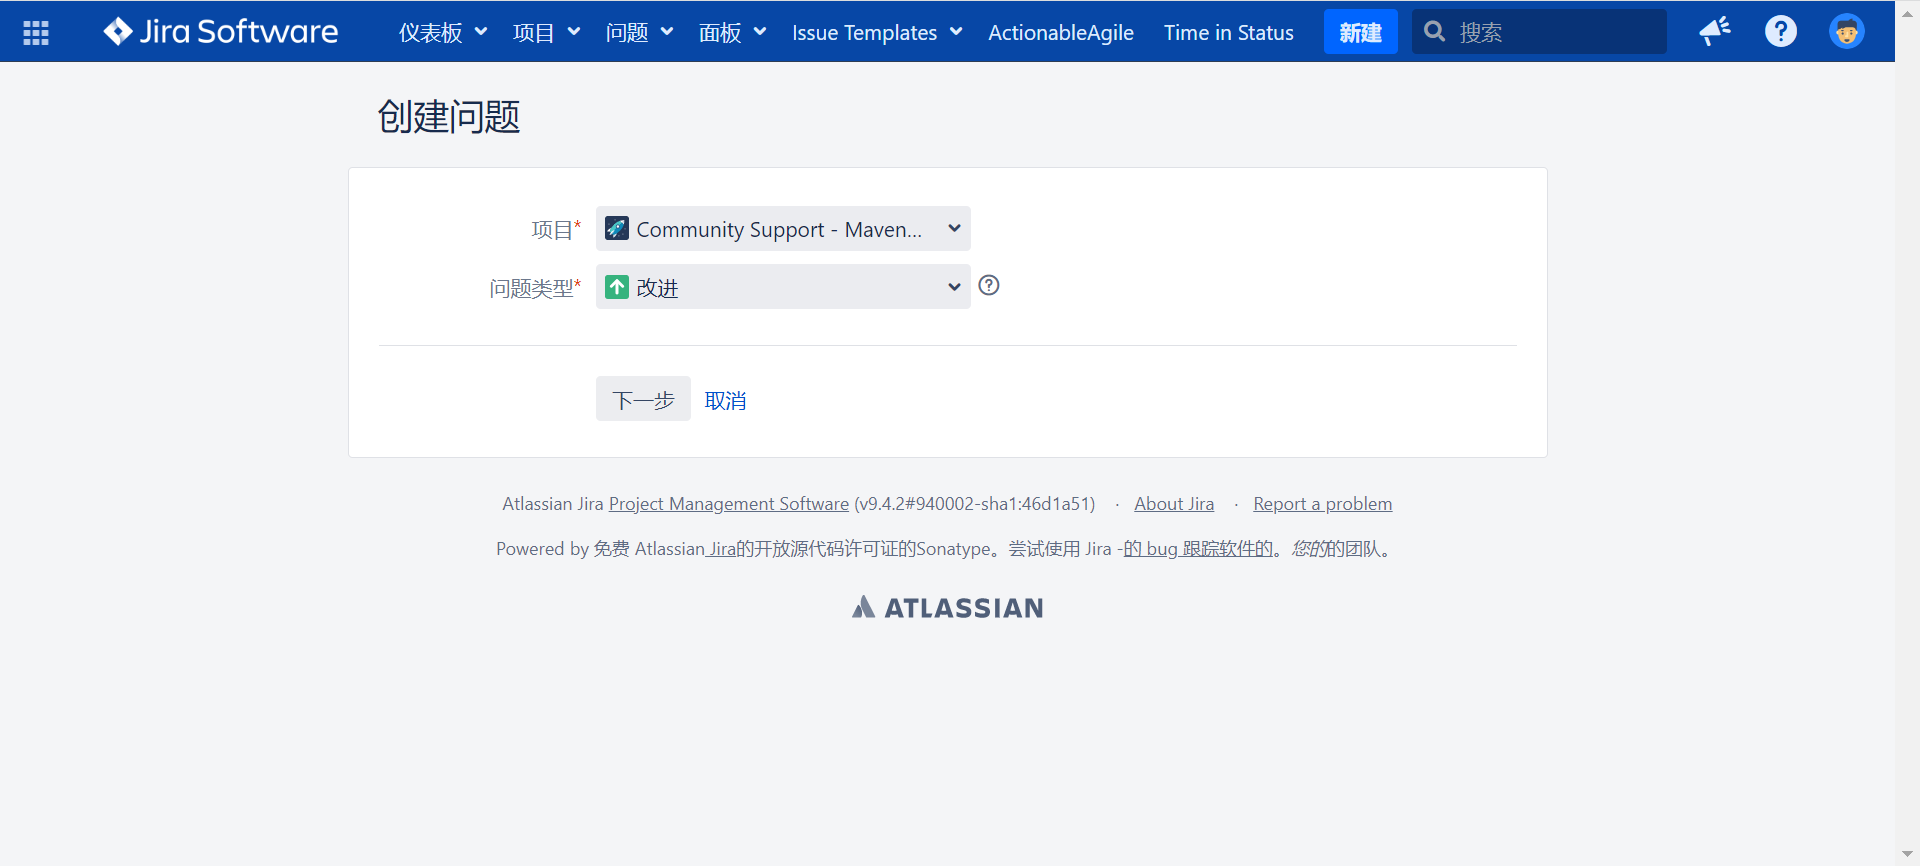 Jira Software 仪表板 项目 问题 面板 Issue Templates ActionableAgile Time in Status 新建 搜索
创建问题
项目* Community Support - Maven...
问题类型* 改进
下一步 取消
Atlassian Jira Project Management Software (v9.4.2#940002-sha1:46d1a51) · About Jira · Report a problem
Powered by 免费 Atlassian Jira的开放源代码许可证的Sonatype。尝试使用 Jira -的 bug 跟踪软件的。您的的团队。
ATLASSIAN